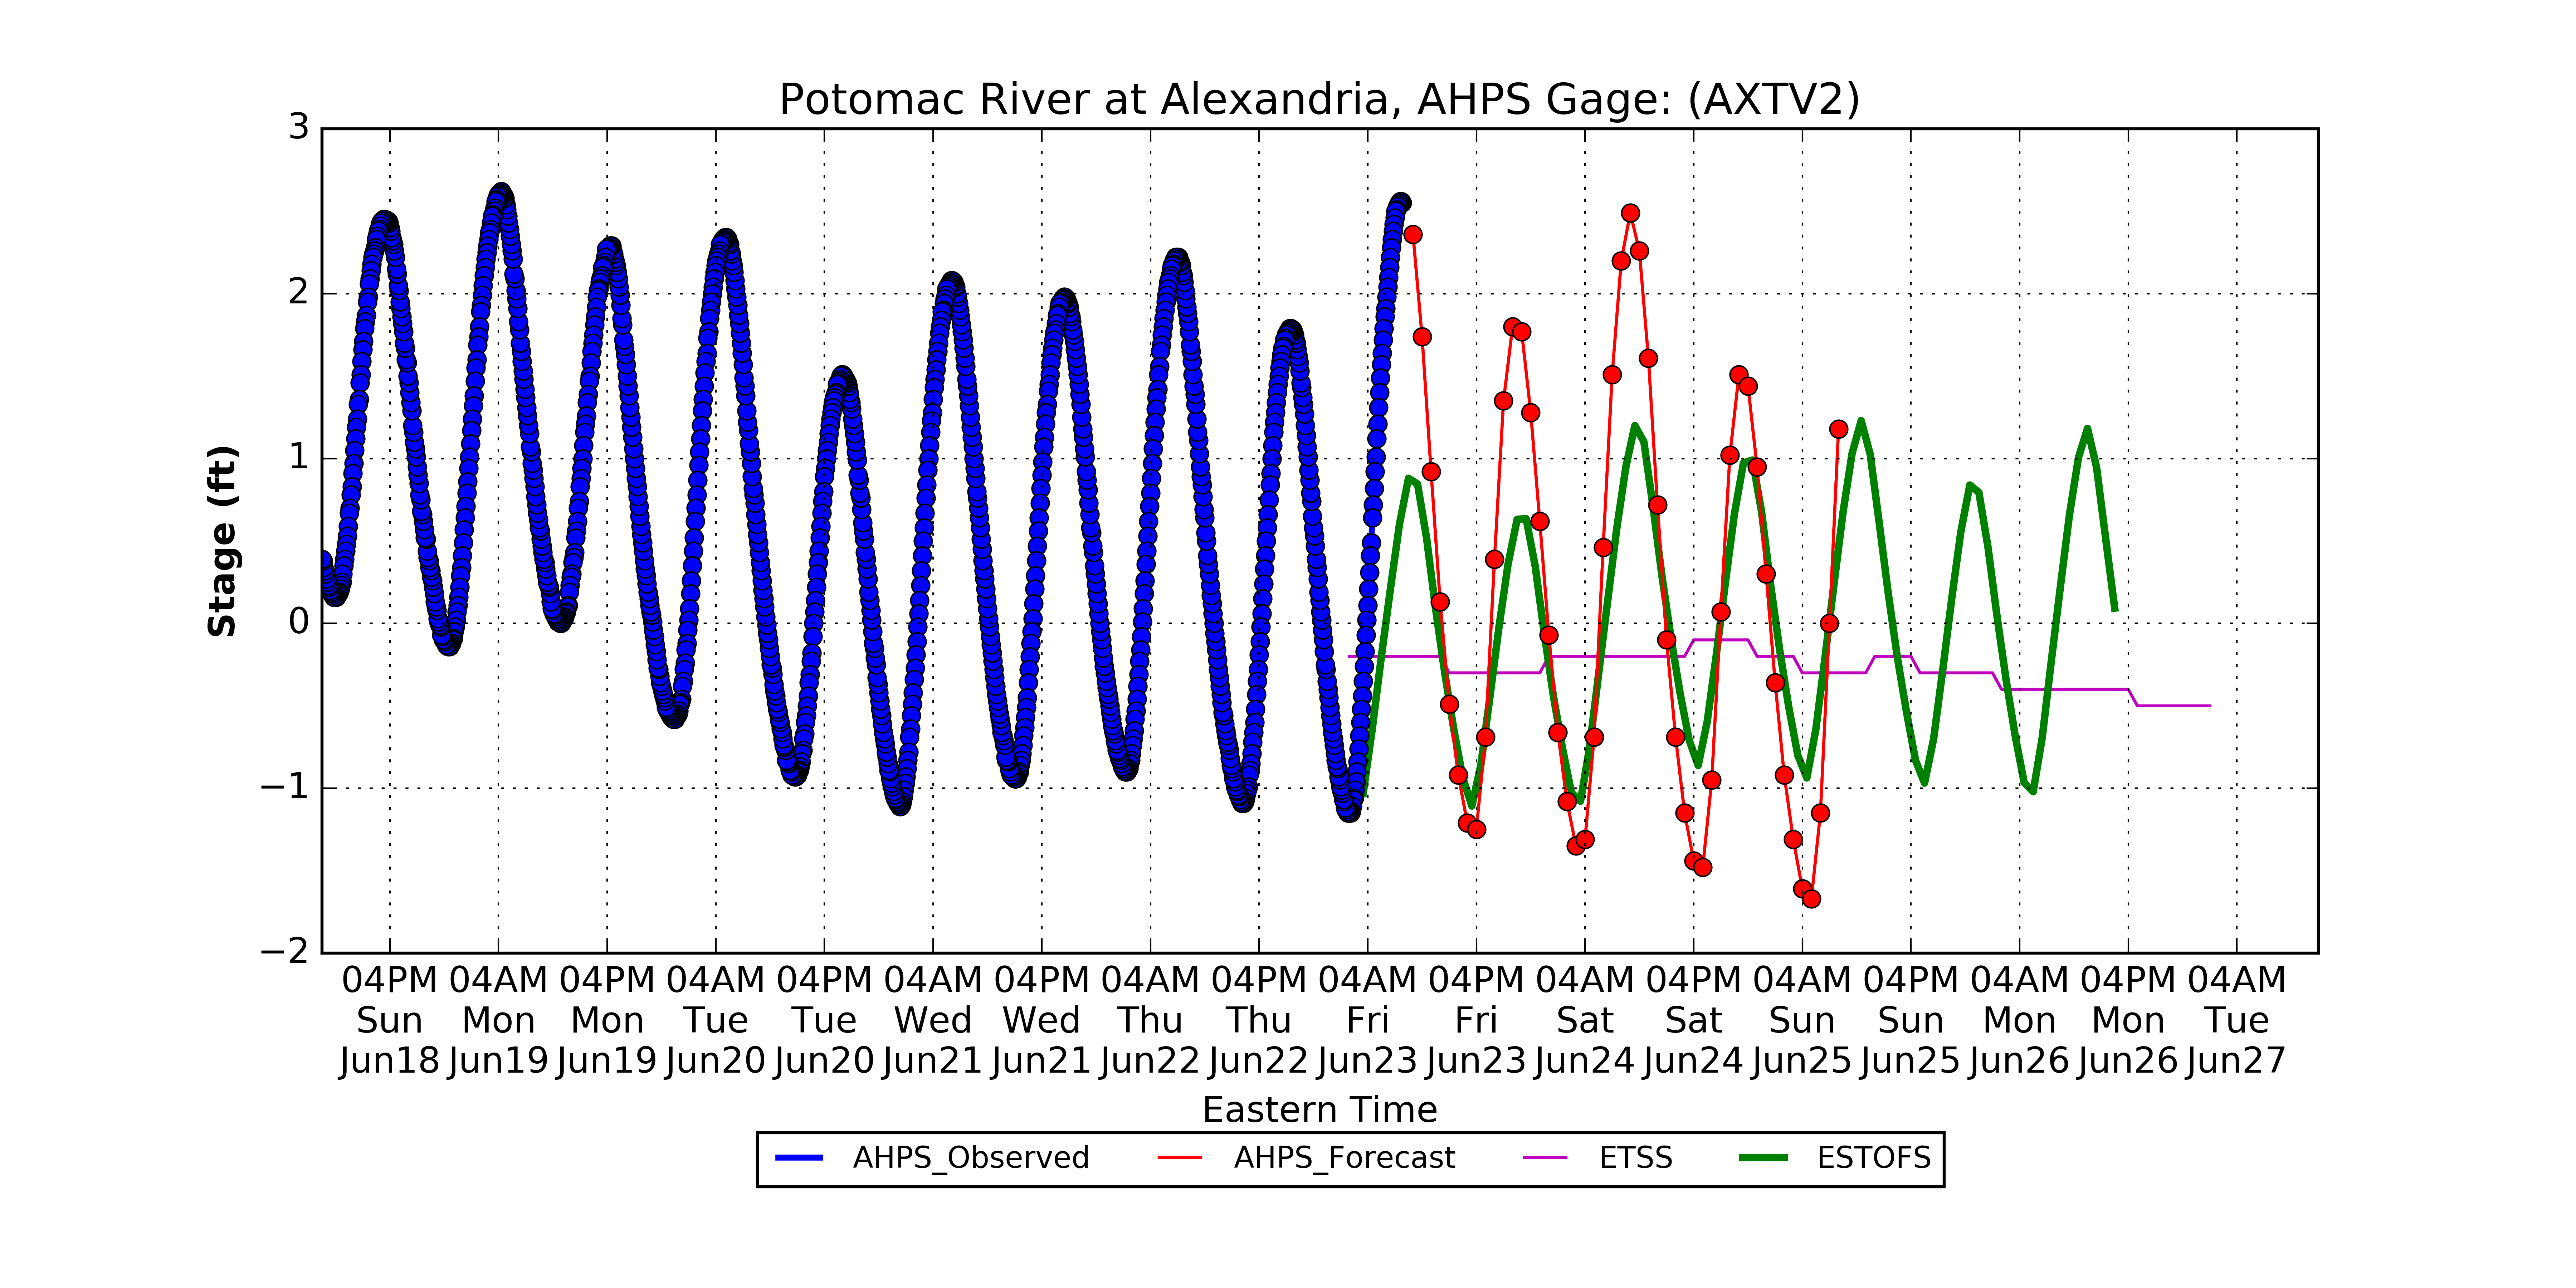 Potomac River at Alexandria, AHPS Gage: (AXTV2)
3
2
1
0
−1
−2
Stage (ft)
04PM 04AM 04PM 04AM 04PM 04AM 04PM 04AM 04PM 04AM 04PM 04AM 04PM 04AM 04PM 04AM 04PM 04AM
Sun Mon Mon Tue Tue Wed Wed Thu Thu Fri Fri Sat Sat Sun Sun Mon Mon Tue
Jun18 Jun19 Jun19 Jun20 Jun20 Jun21 Jun21 Jun22 Jun22 Jun23 Jun23 Jun24 Jun24 Jun25 Jun25 Jun26 Jun26 Jun27
Eastern Time
AHPS_Observed AHPS_Forecast ETSS ESTOFS